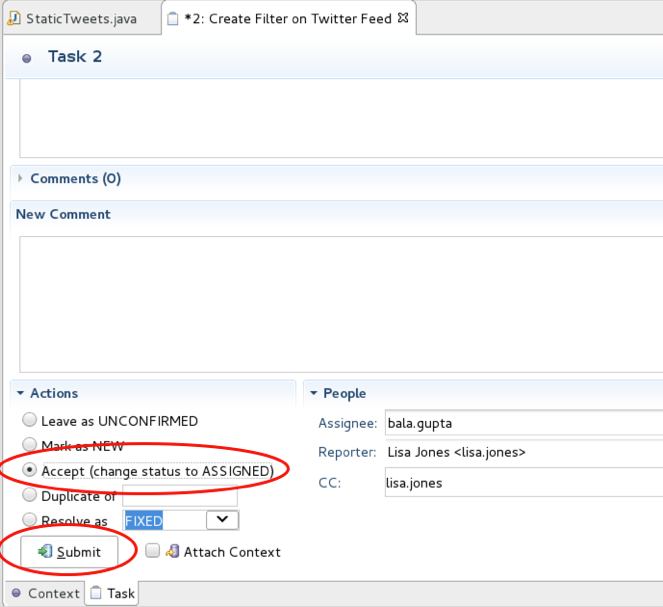 StaticTweets.java
*2: Create Filter on Twitter Feed
Task 2
Comments (0)
New Comment
Actions
Leave as UNCONFIRMED
Mark as NEW
Accept (change status to ASSIGNED)
Duplicate of
Resolve as FIXED
Submit
Attach Context
People
Assignee: bala.gupta
Reporter: Lisa Jones <lisa.jones>
CC: lisa.jones
Context
Task